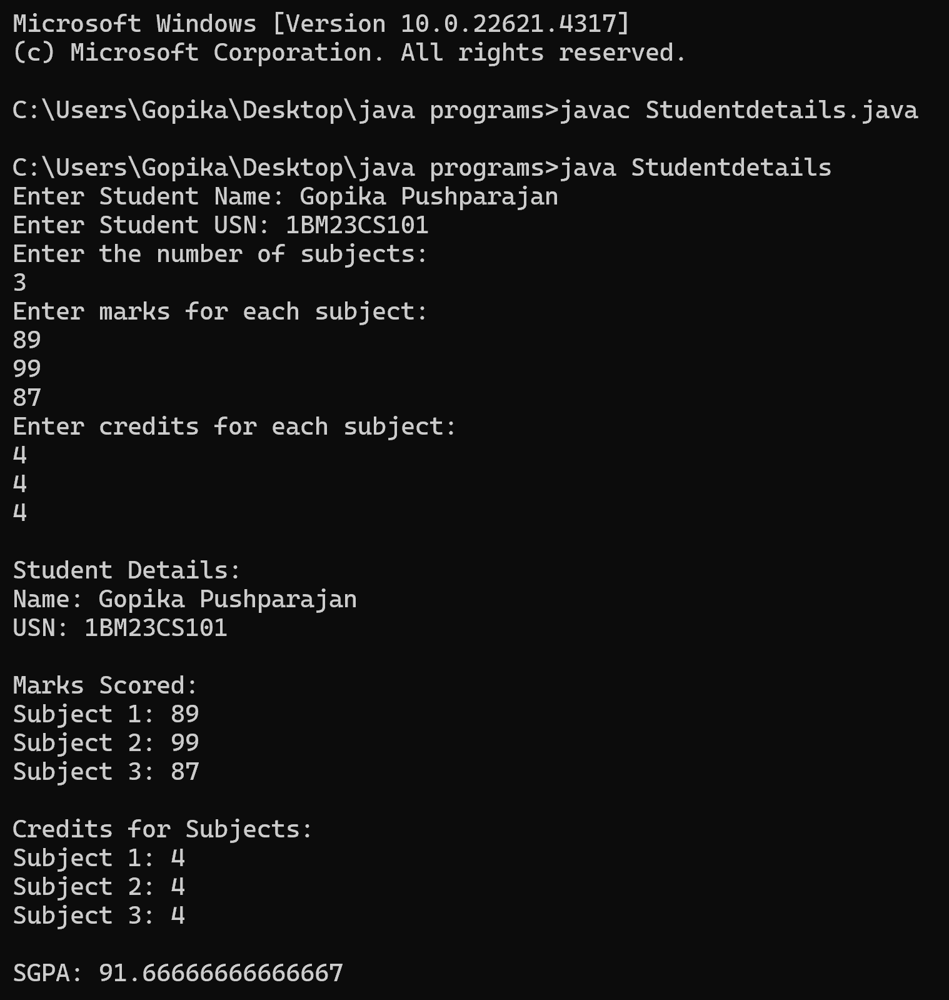 Microsoft Windows [Version 10.0.22621.4317]
(c) Microsoft Corporation. All rights reserved.
C:\Users\Gopika\Desktop\java programs>javac Studentdetails.java
C:\Users\Gopika\Desktop\java programs>java Studentdetails
Enter Student Name: Gopika Pushparajan
Enter Student USN: 1BM23CS101
Enter the number of subjects:
3
Enter marks for each subject:
89
99
87
Enter credits for each subject:
4
4
4
Student Details:
Name: Gopika Pushparajan
USN: 1BM23CS101
Marks Scored:
Subject 1: 89
Subject 2: 99
Subject 3: 87
Credits for Subjects:
Subject 1: 4
Subject 2: 4
Subject 3: 4
SGPA: 91.66666666666667